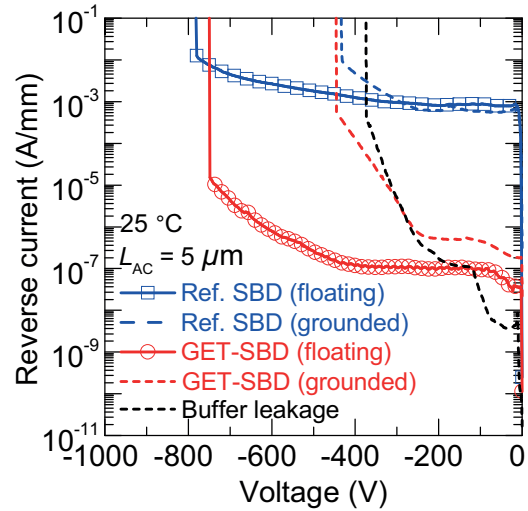 10⁻¹
10⁻³
10⁻⁵
10⁻⁷
10⁻⁹
10⁻¹¹
Reverse current (A/mm)
25 °C
L_AC = 5 µm
Ref. SBD (floating)
Ref. SBD (grounded)
GET-SBD (floating)
GET-SBD (grounded)
Buffer leakage
-1000 -800 -600 -400 -200 0
Voltage (V)